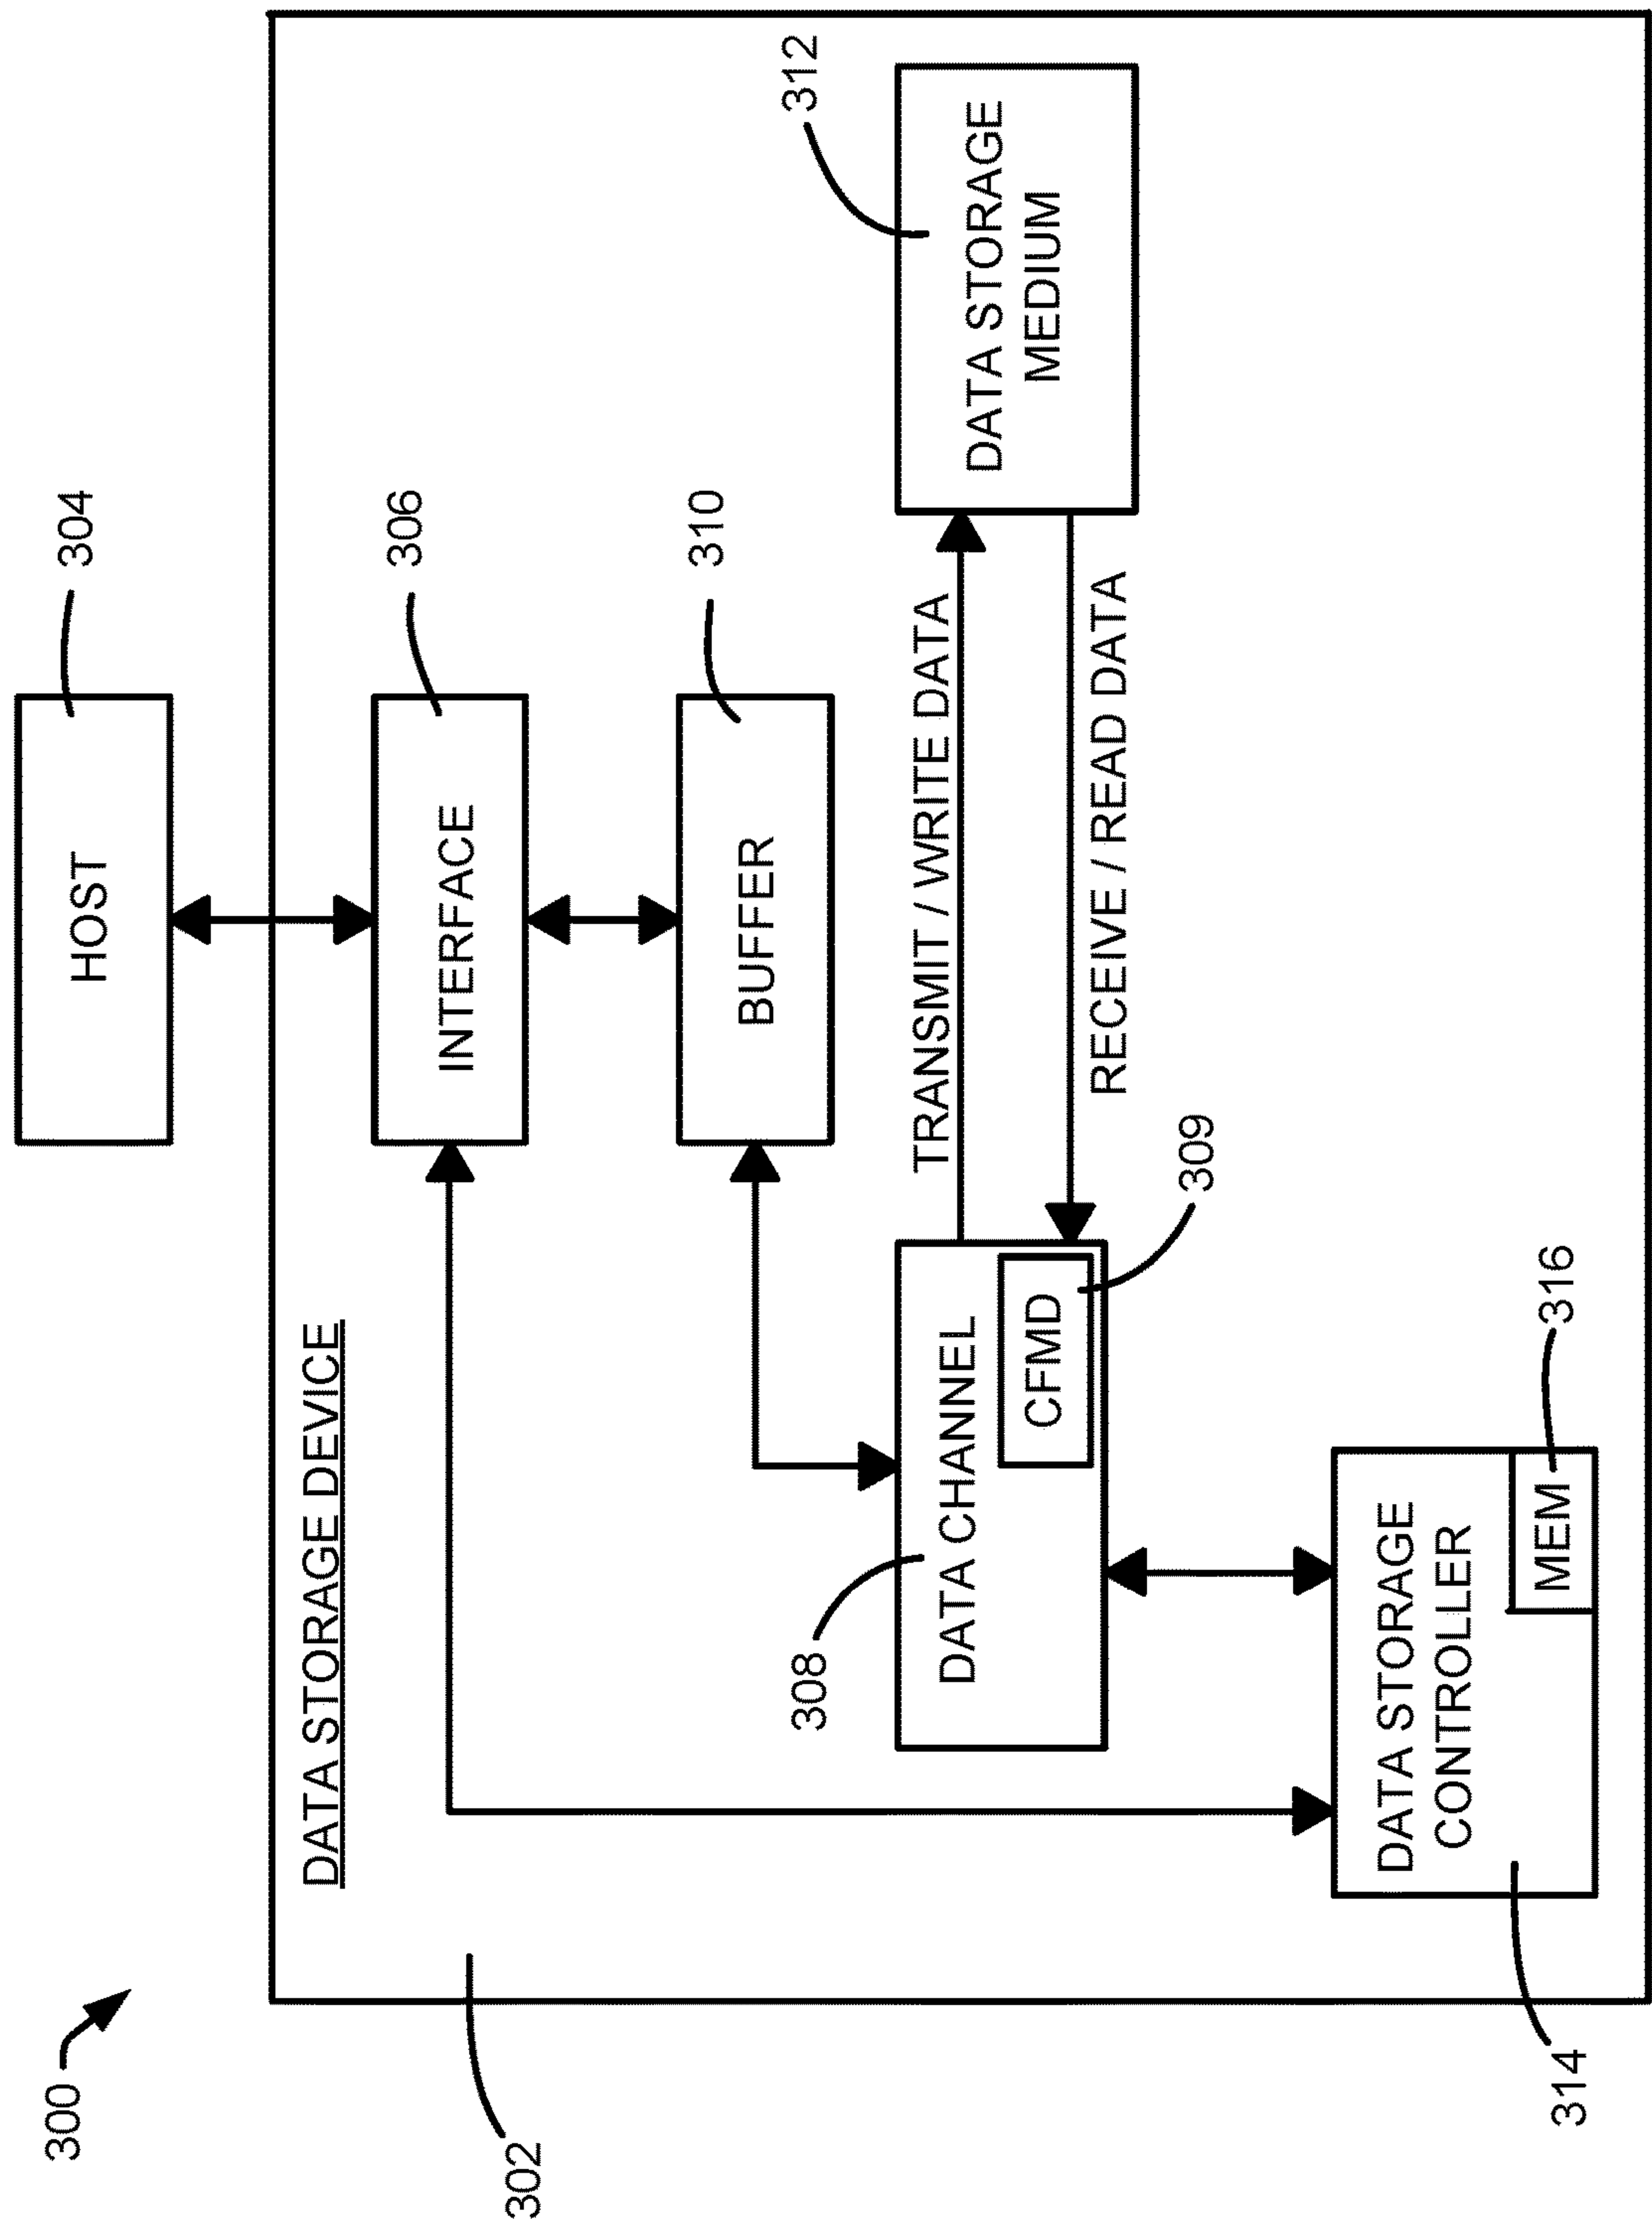 300
HOST
304
302
DATA STORAGE DEVICE
INTERFACE
306
BUFFER
310
308
DATA CHANNEL
CFMD
309
TRANSMIT / WRITE DATA
RECEIVE / READ DATA
312
DATA STORAGE
MEDIUM
314
DATA STORAGE
CONTROLLER
MEM
316